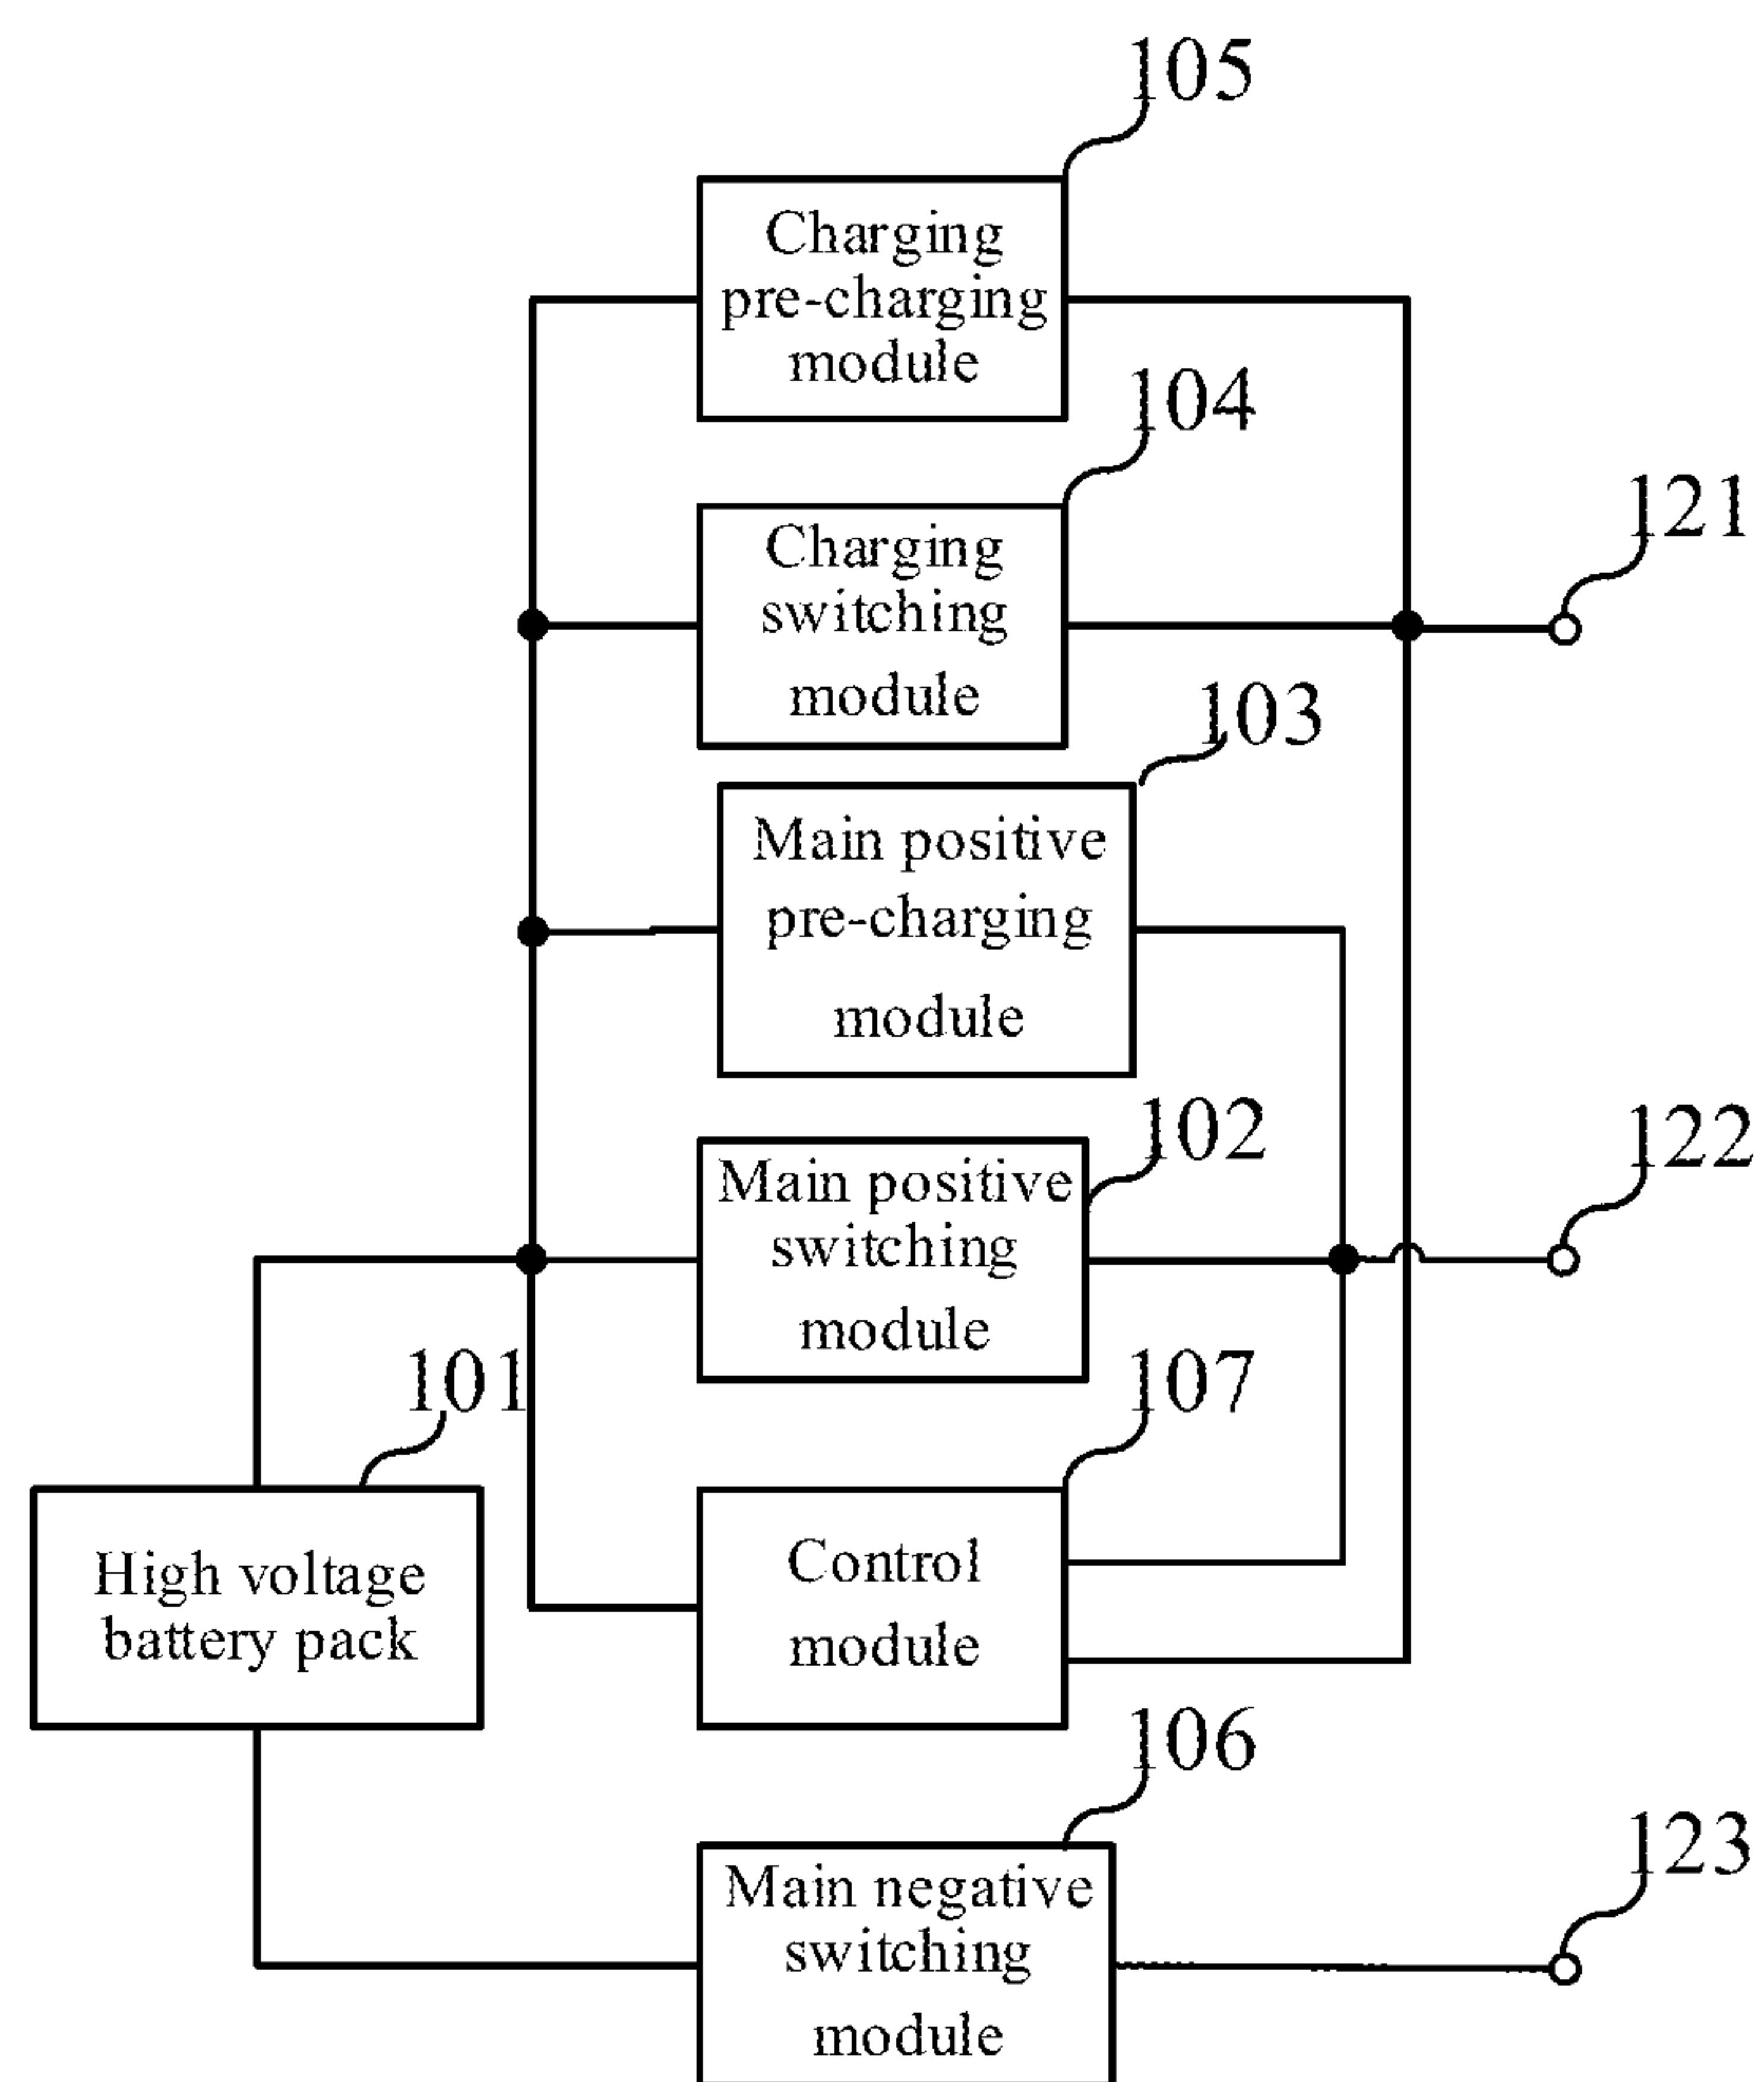 105
Charging
pre-charging
module
104
Charging
switching
module
121
103
Main positive
pre-charging
module
102
Main positive
switching
module
122
101
High voltage
battery pack
107
Control
module
106
Main negative
switching
module
123